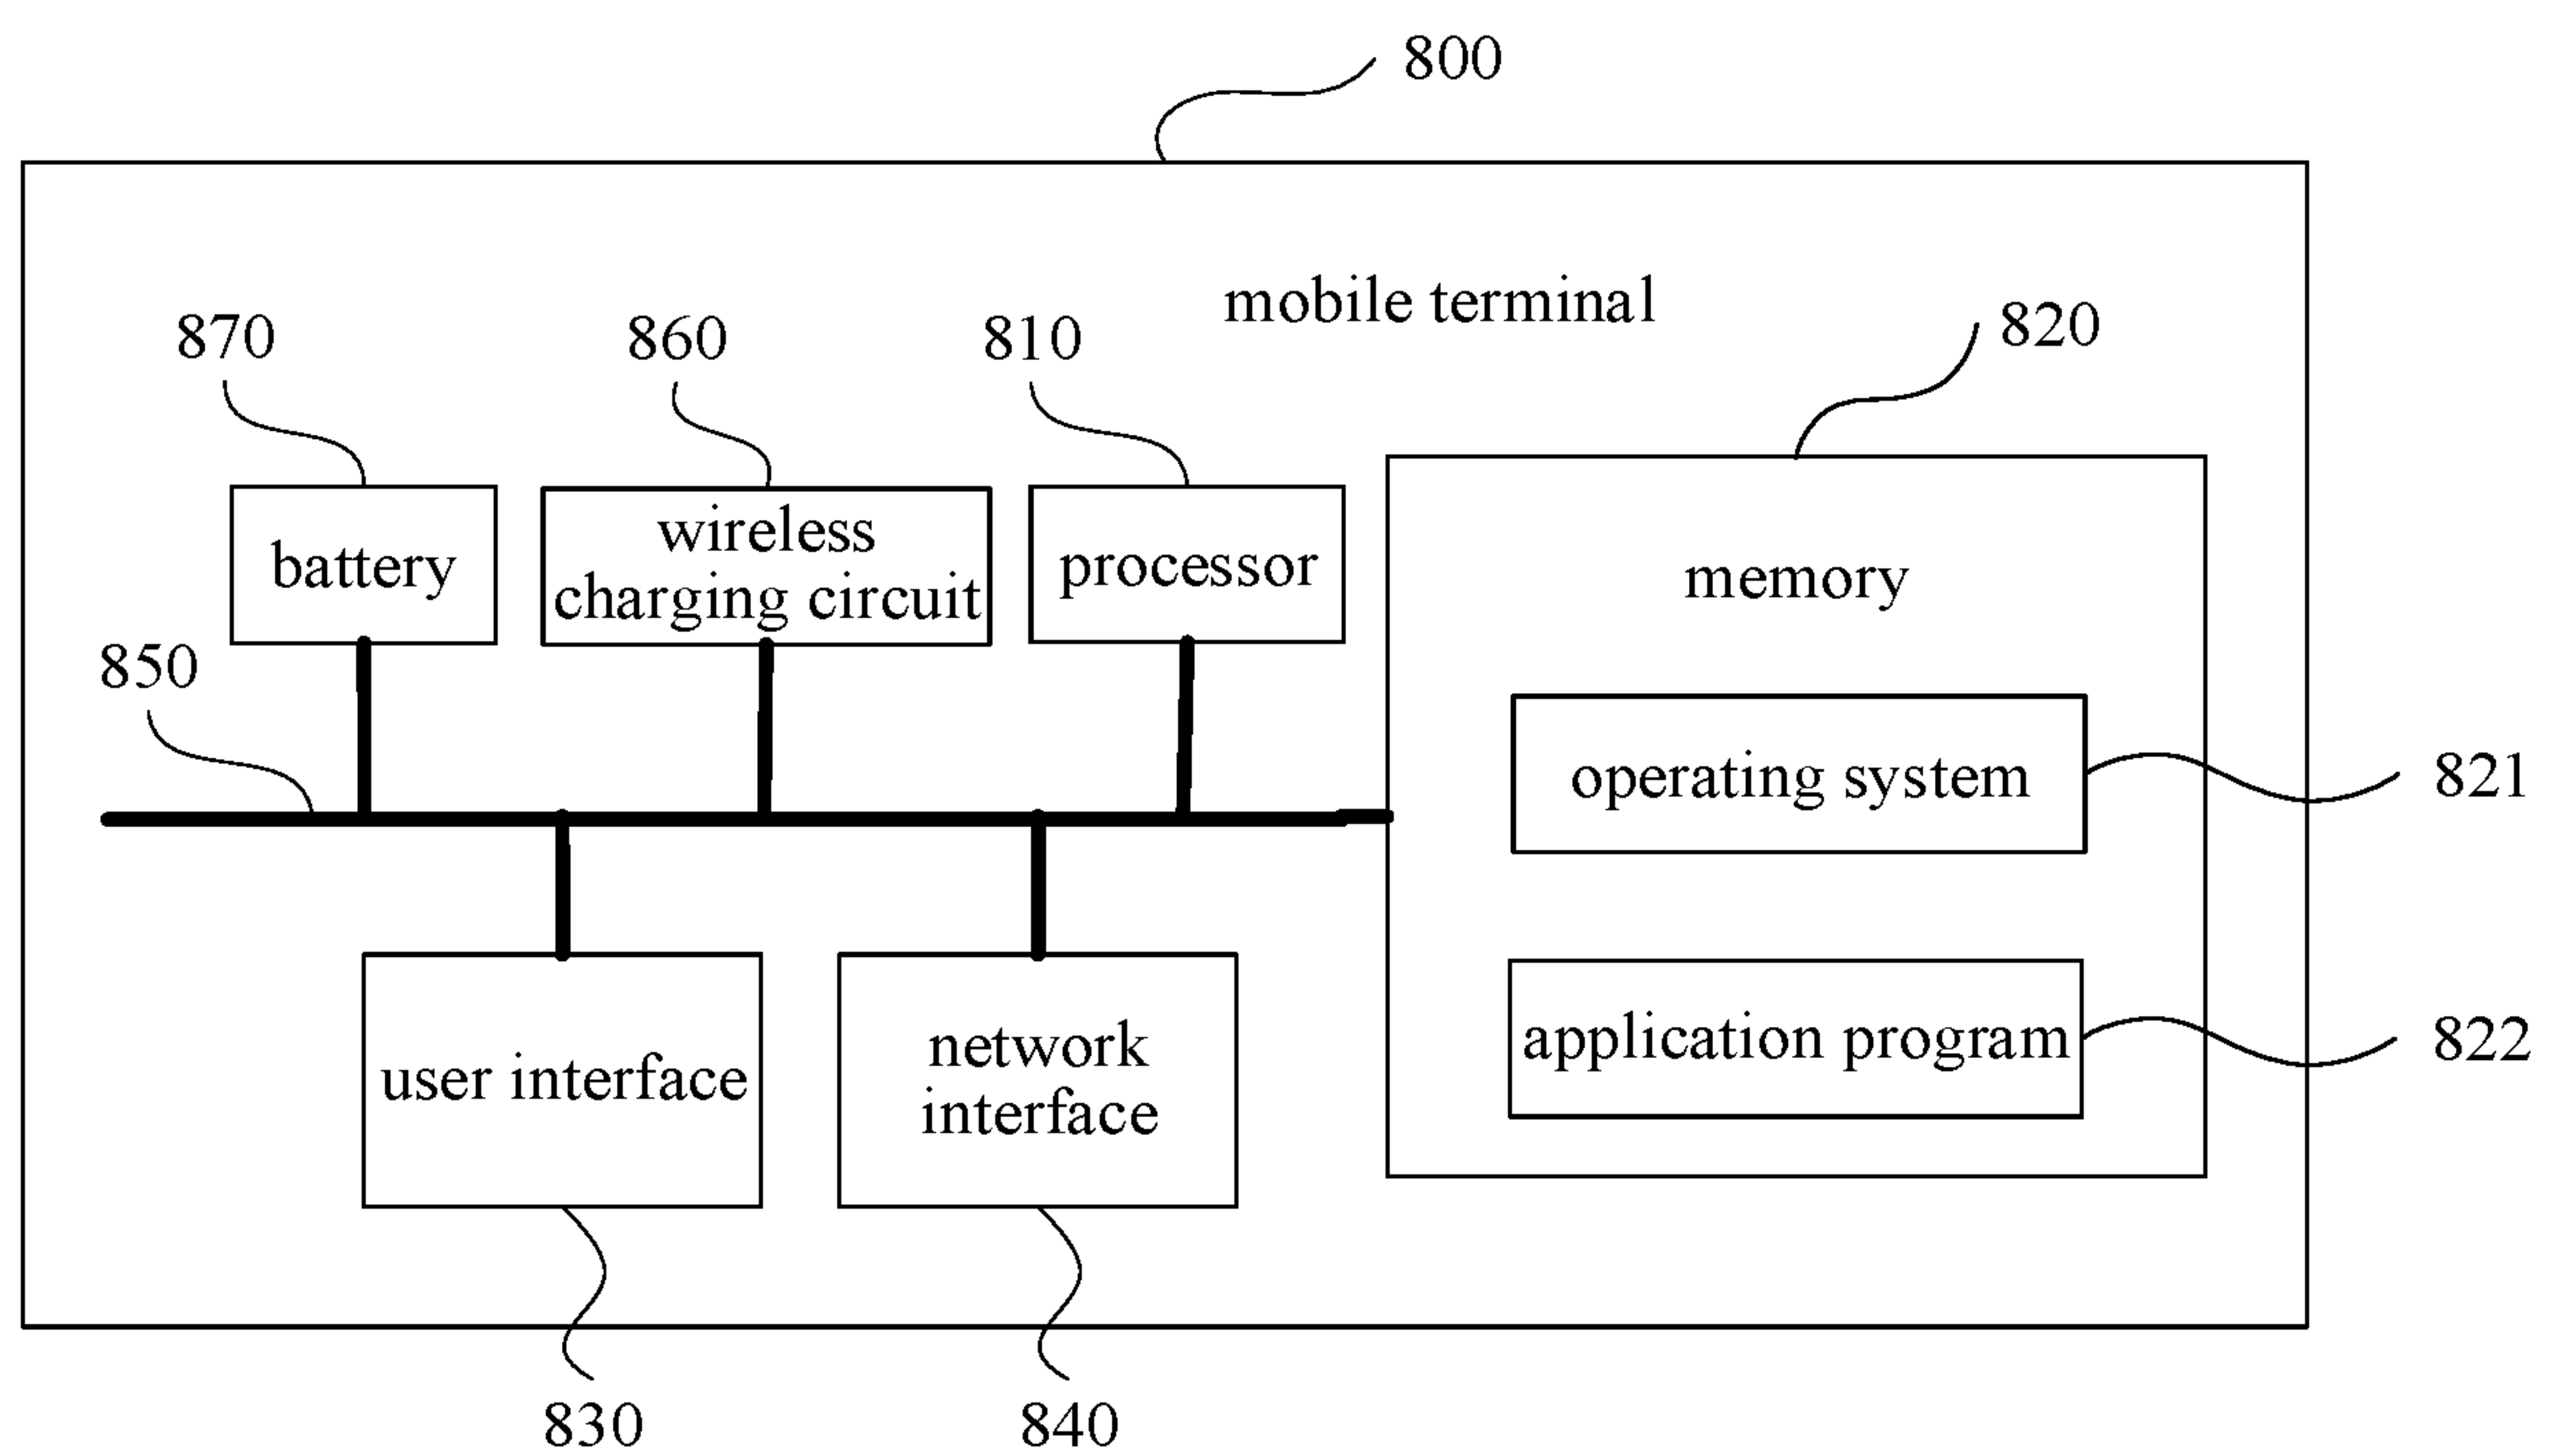 800
mobile terminal
820
870
860
810
battery
wireless
charging circuit
processor
memory
850
operating system
821
user interface
network
interface
application program
822
830
840